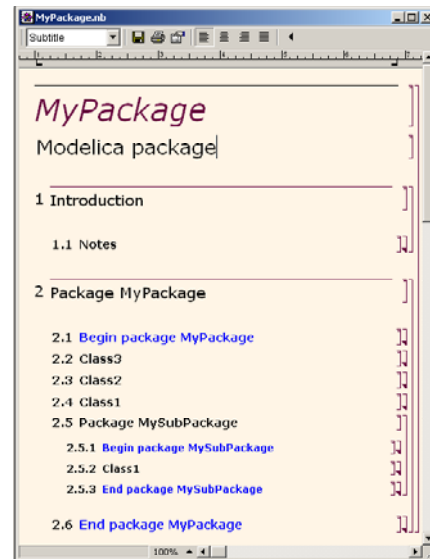 MyPackage.nb
Subtitle
MyPackage
Modelica package
1 Introduction
1.1 Notes
2 Package MyPackage
2.1 Begin package MyPackage
2.2 Class3
2.3 Class2
2.4 Class1
2.5 Package MySubPackage
2.5.1 Begin package MySubPackage
2.5.2 Class1
2.5.3 End package MySubPackage
2.6 End package MyPackage
100%